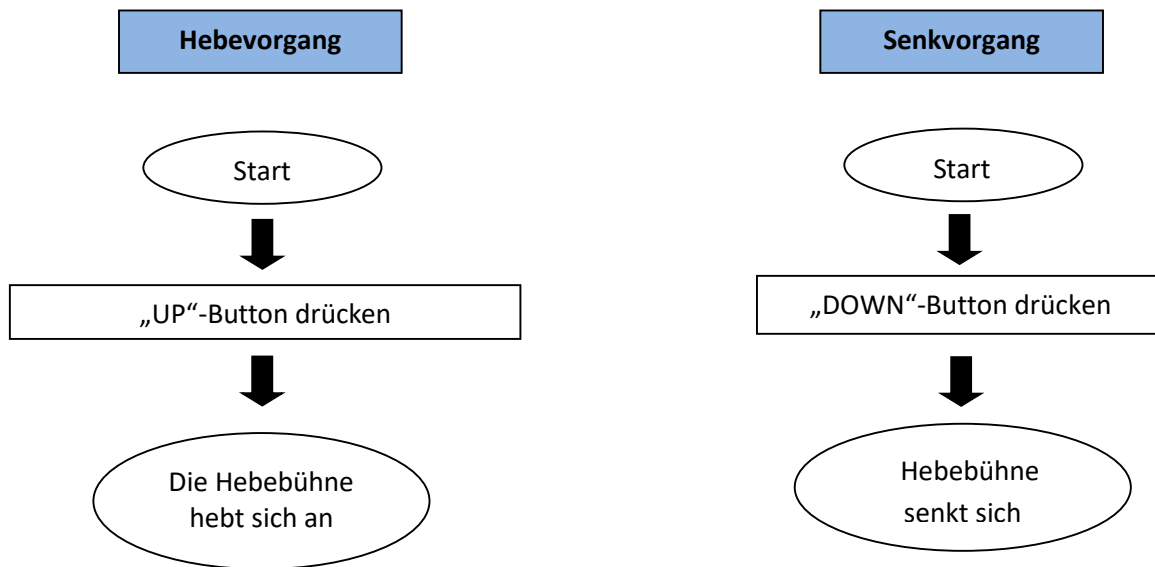 Hebevorgang
Start
„UP“-Button drücken
Die Hebebühne
hebt sich an
Senkvorgang
Start
„DOWN“-Button drücken
Hebebühne
senkt sich